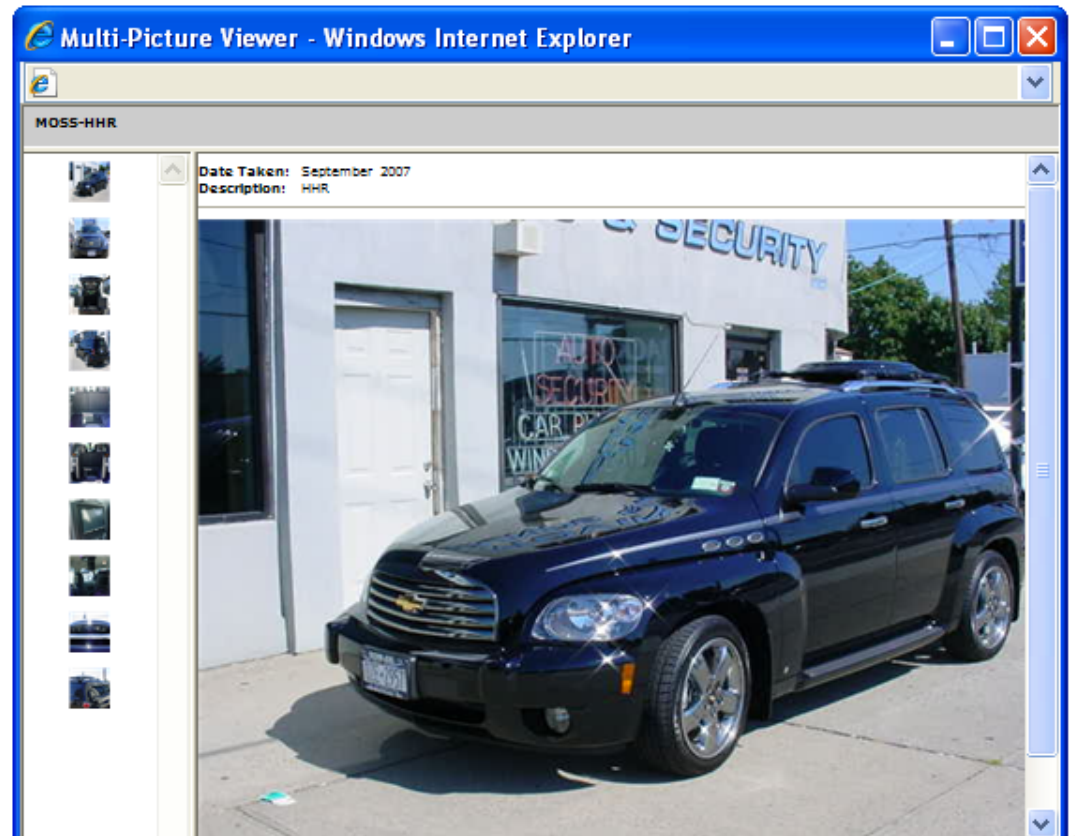 Multi-Picture Viewer - Windows Internet Explorer
MOSS-HHR
Date Taken: September 2007
Description: HHR
& SECURITY
AUTO
SECURITY
CAR